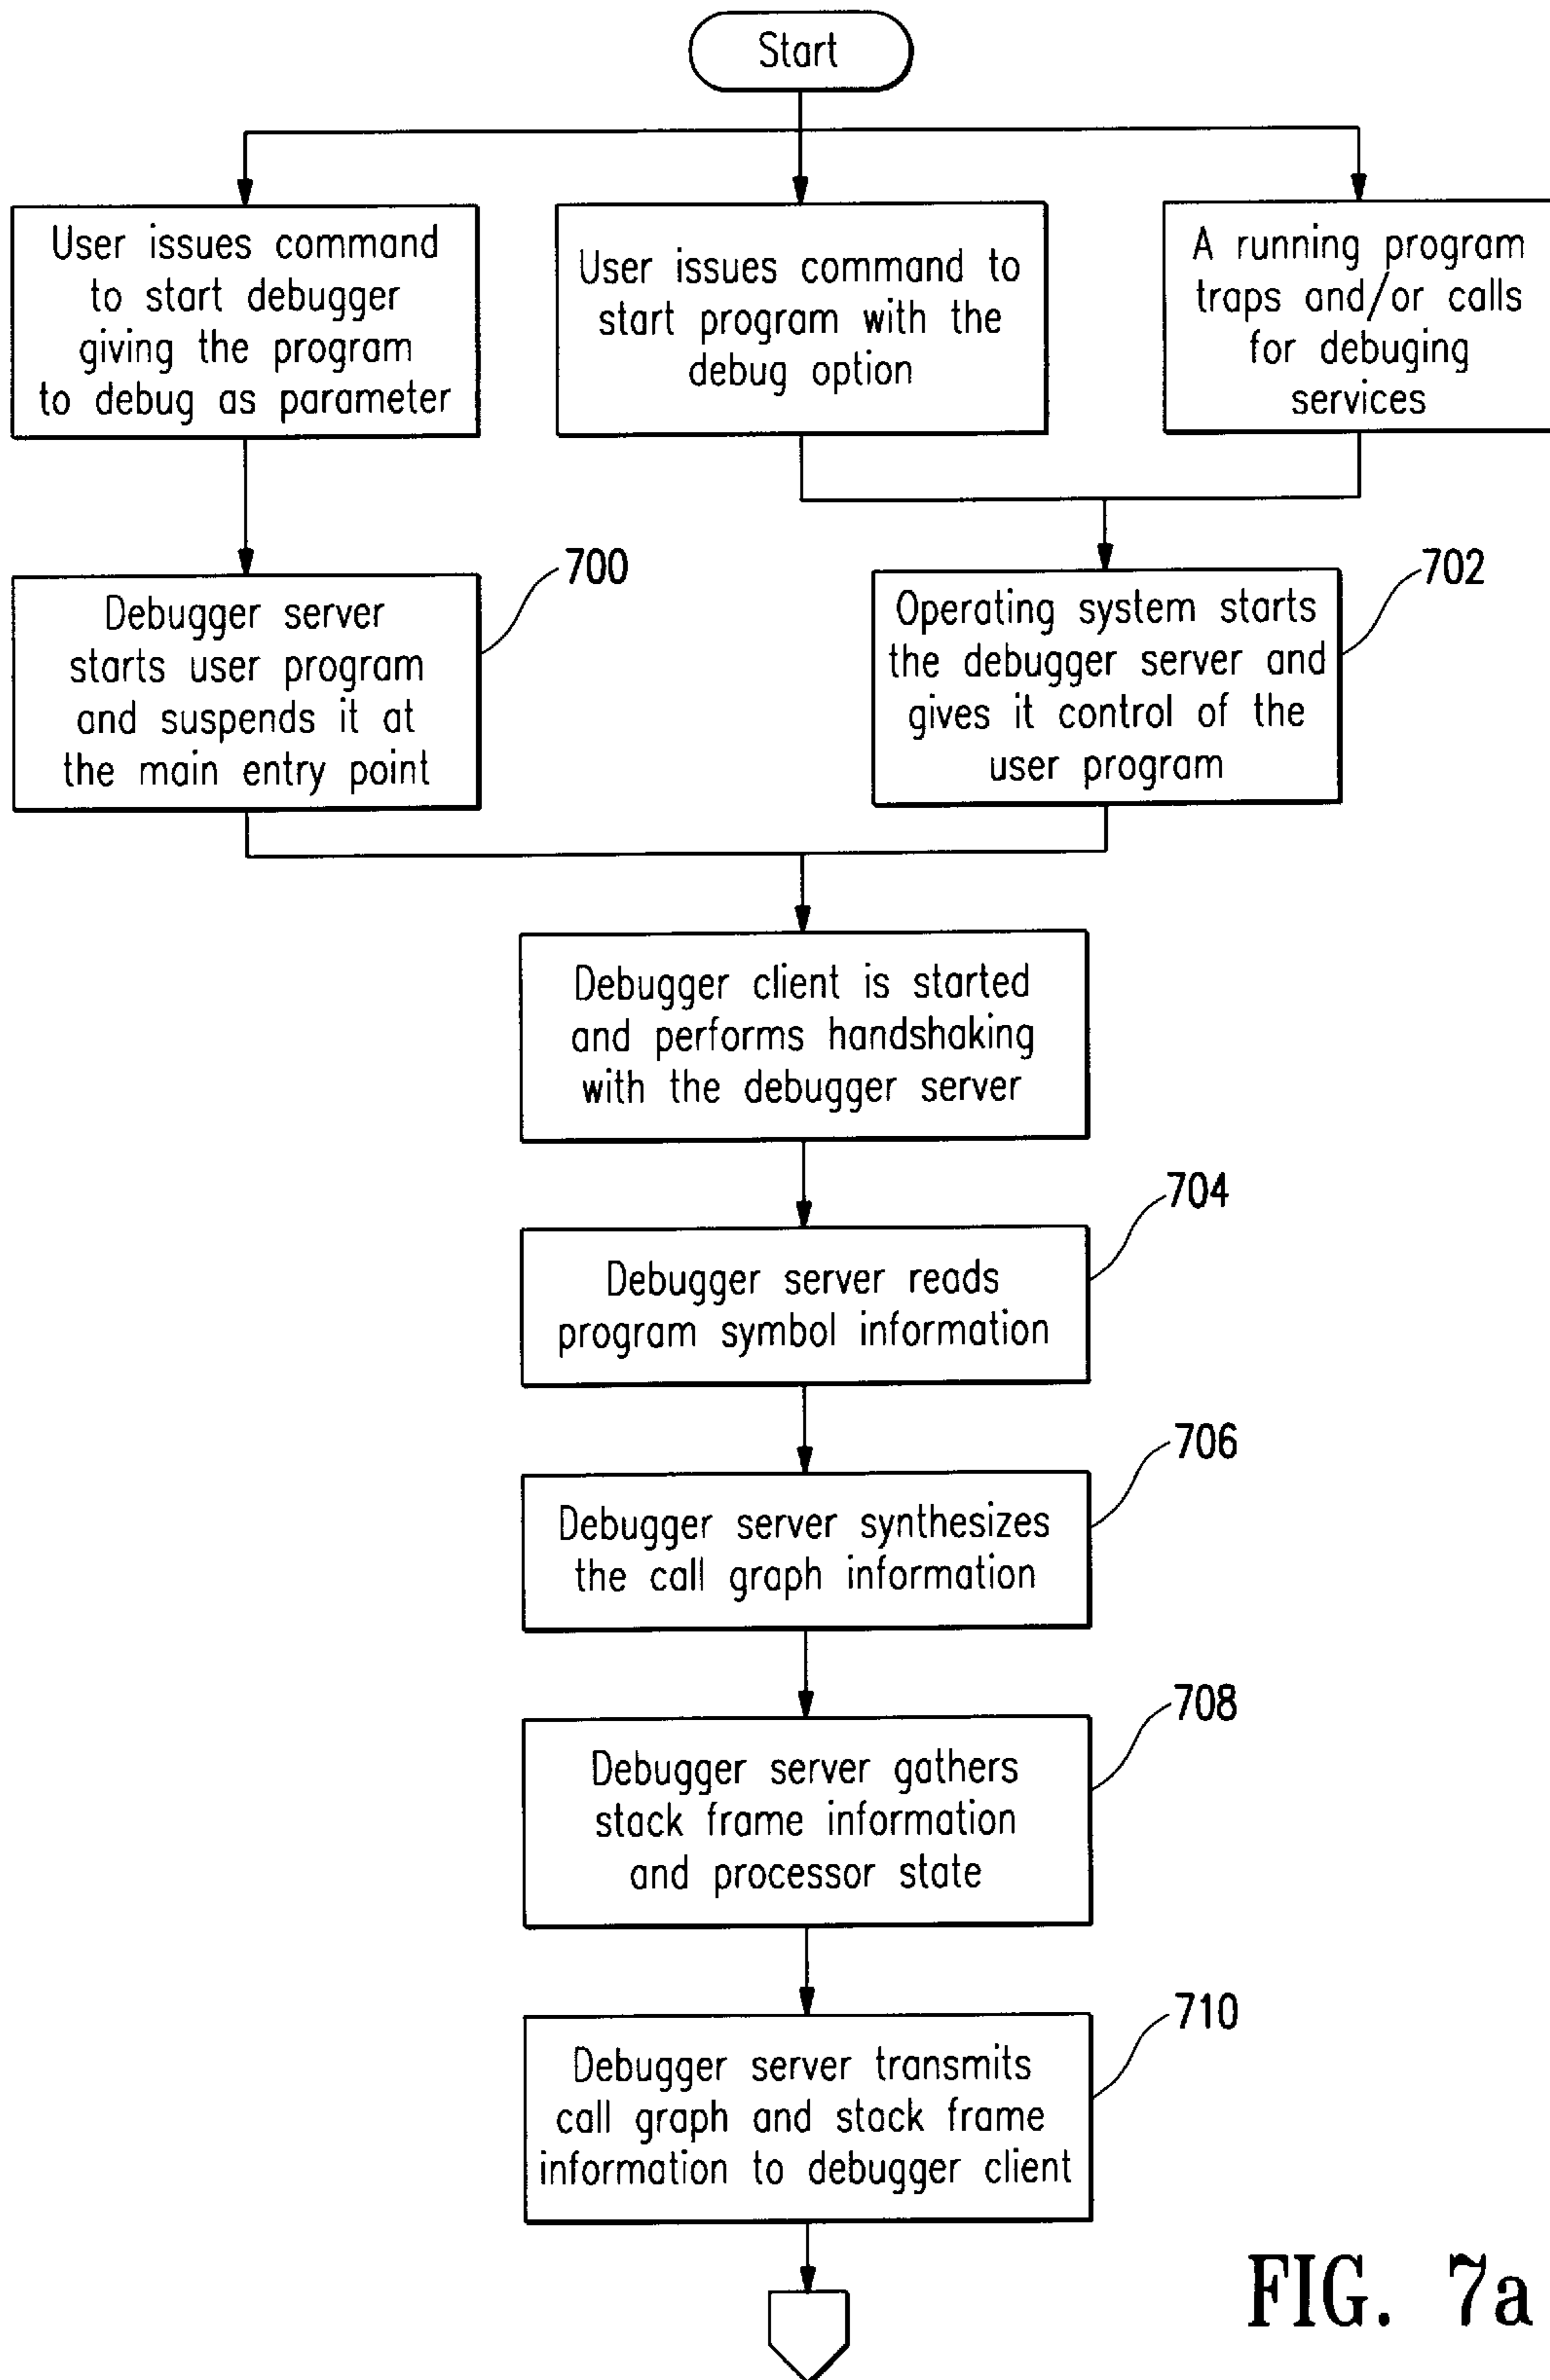 Start
User issues command
to start debugger
giving the program
to debug as parameter
User issues command to
start program with the
debug option
A running program
traps and/or calls
for debuging
services
700
Debugger server
starts user program
and suspends it at
the main entry point
702
Operating system starts
the debugger server and
gives it control of the
user program
Debugger client is started
and performs handshaking
with the debugger server
704
Debugger server reads
program symbol information
706
Debugger server synthesizes
the call graph information
708
Debugger server gathers
stack frame information
and processor state
710
Debugger server transmits
call graph and stack frame
information to debugger client
FIG. 7a